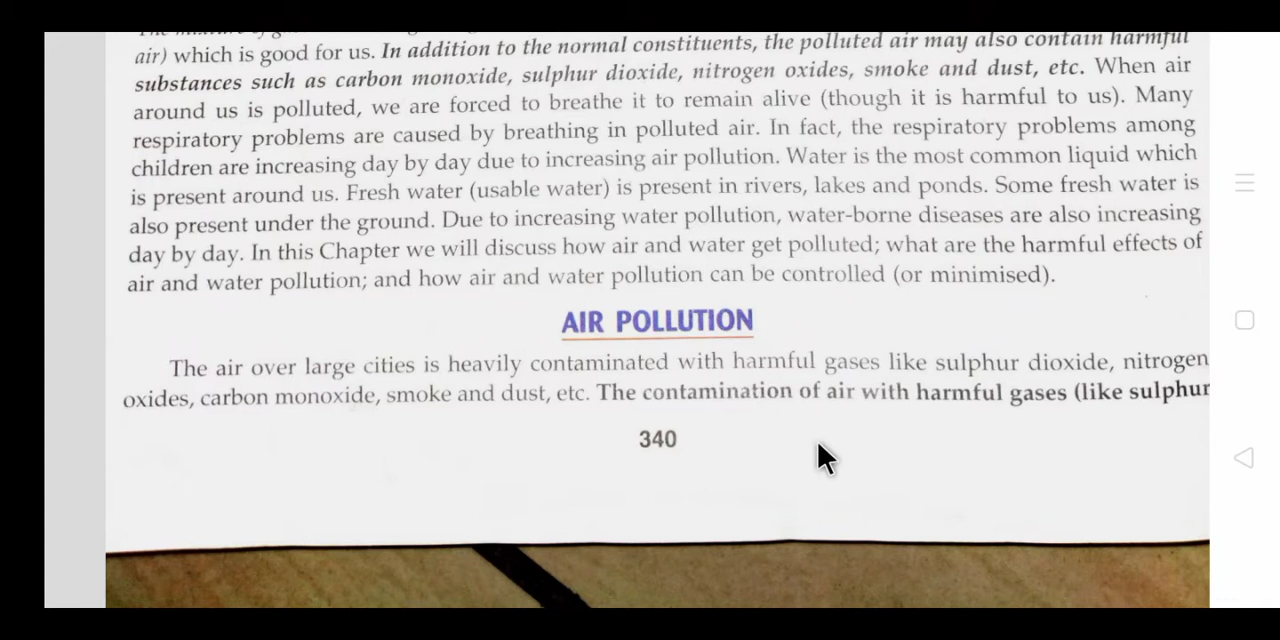 air) which is good for us. In addition to the normal constituents, the polluted air may also contain harmful
substances such as carbon monoxide, sulphur dioxide, nitrogen oxides, smoke and dust, etc. When air
around us is polluted, we are forced to breathe it to remain alive (though it is harmful to us). Many
respiratory problems are caused by breathing in polluted air. In fact, the respiratory problems among
children are increasing day by day due to increasing air pollution. Water is the most common liquid which
is present around us. Fresh water (usable water) is present in rivers, lakes and ponds. Some fresh water is
also present under the ground. Due to increasing water pollution, water-borne diseases are also increasing
day by day. In this Chapter we will discuss how air and water get polluted; what are the harmful effects of
air and water pollution; and how air and water pollution can be controlled (or minimised).
AIR POLLUTION
The air over large cities is heavily contaminated with harmful gases like sulphur dioxide, nitrogen
oxides, carbon monoxide, smoke and dust, etc. The contamination of air with harmful gases (like sulphur
340